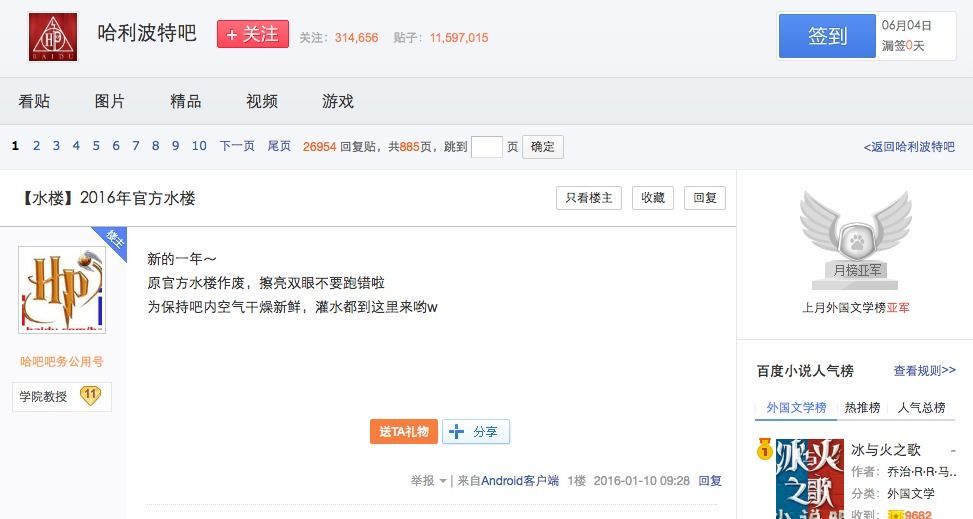 HP
BAIDU
哈利波特吧
+ 关注
关注：314,656 贴子：11,597,015
签到
06月04日
漏签0天
看贴 图片 精品 视频 游戏
1 2 3 4 5 6 7 8 9 10 下一页 尾页 26954 回复贴，共885页，跳到 页 确定
<返回哈利波特吧
【水楼】2016年官方水楼
只看楼主 收藏 回复
楼主
HP
新的一年～
原官方水楼作废，擦亮双眼不要跑错啦
为保持吧内空气干燥新鲜，灌水都到这里来哟w
哈吧吧务公用号
学院教授 11
送TA礼物 分享
举报 | 来自Android客户端 1楼 2016-01-10 09:28 回复
月榜亚军
上月外国文学榜亚军
百度小说人气榜 查看规则>>
外国文学榜 热推榜 人气总榜
1
冰与火之歌
冰与火之歌 -
作者：乔治·R·R·马..
分类：外国文学
收到：9682